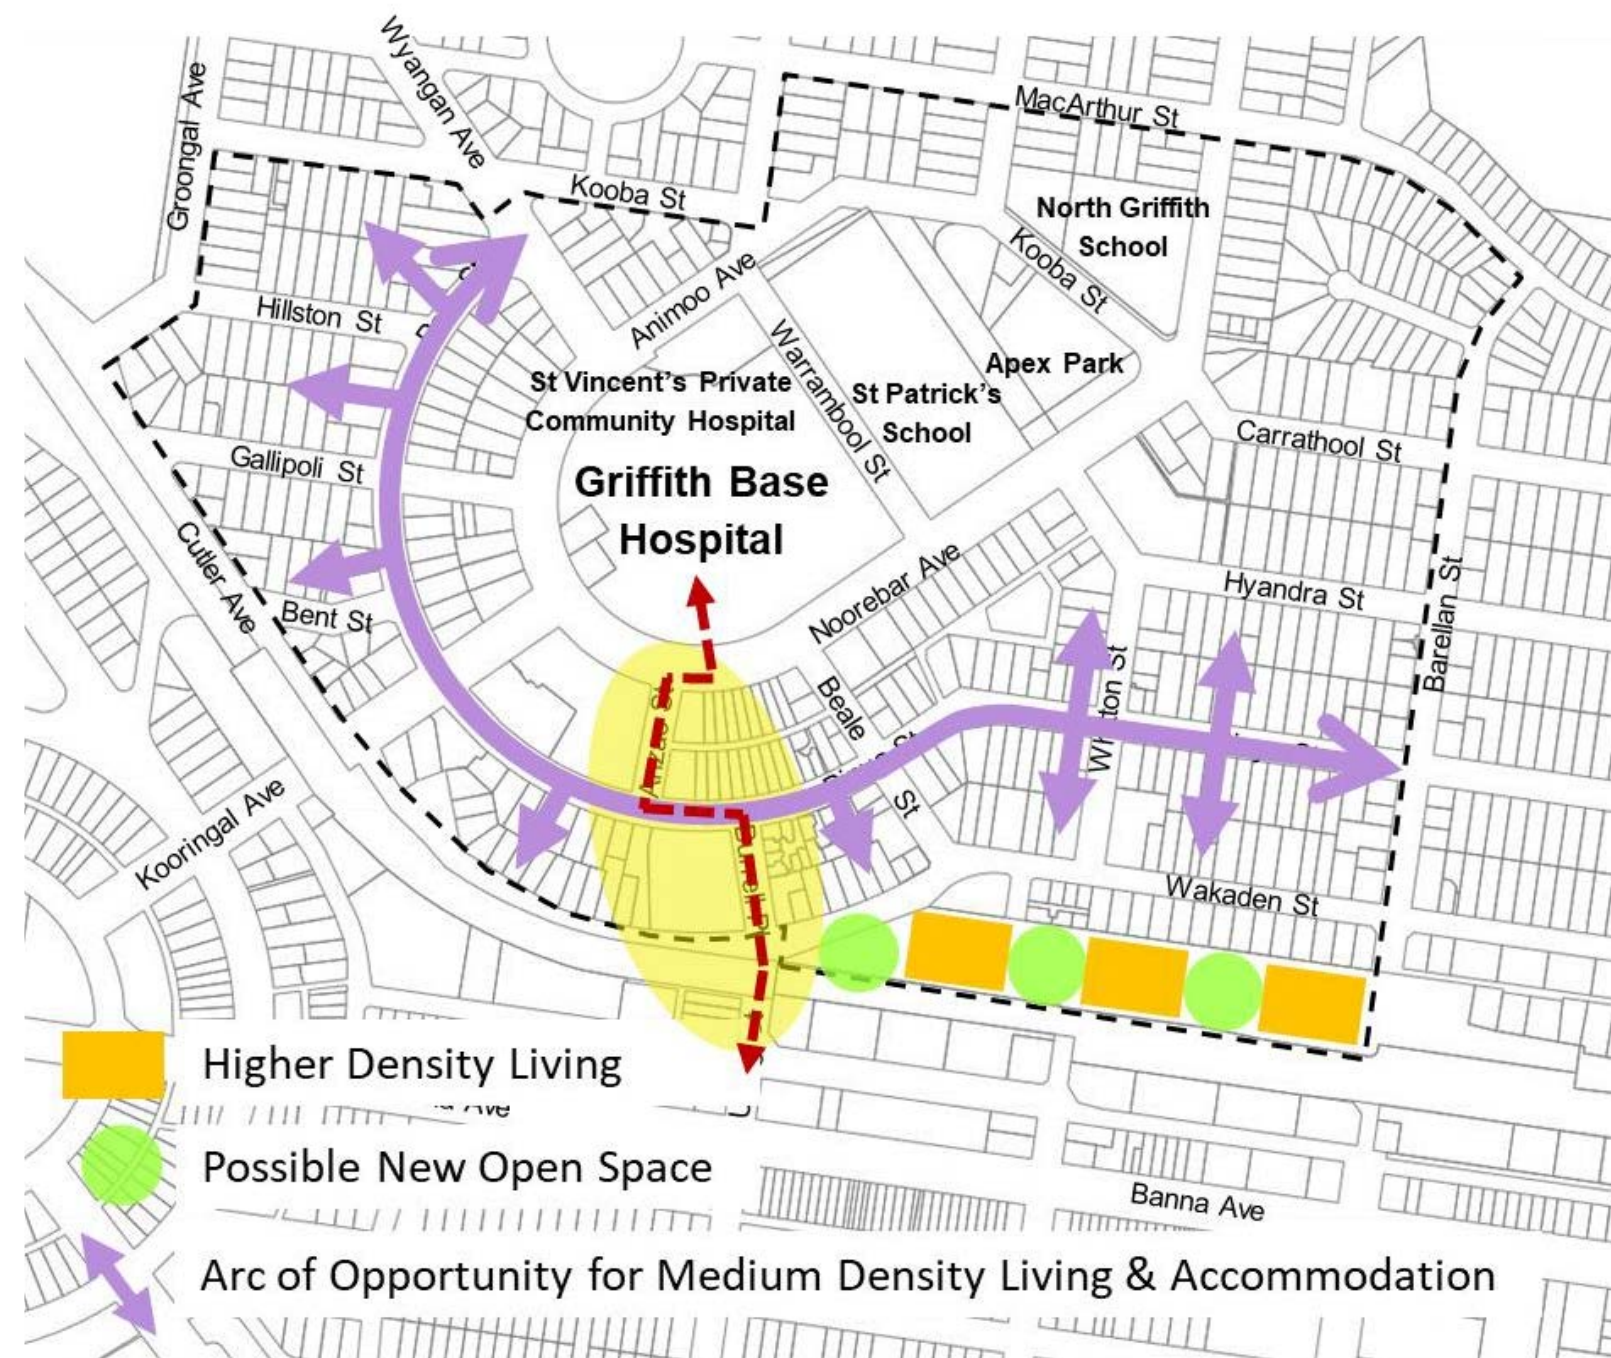 Wyangan Ave
Groongal Ave
MacArthur St
Kooba St
North Griffith
School
Kooba St
Animoo Ave
Hillston St
Warrambool St
Apex Park
St Vincent's Private
Community Hospital
St Patrick's
School
Carrathool St
Gallipoli St
Griffith Base
Hospital
Cutler Ave
Noorebar Ave
Hyandra St
Barellan St
Bent St
Beale
St
Kooringal Ave
Wakaden St
Higher Density Living
Ave
Possible New Open Space
Banna Ave
Arc of Opportunity for Medium Density Living & Accommodation